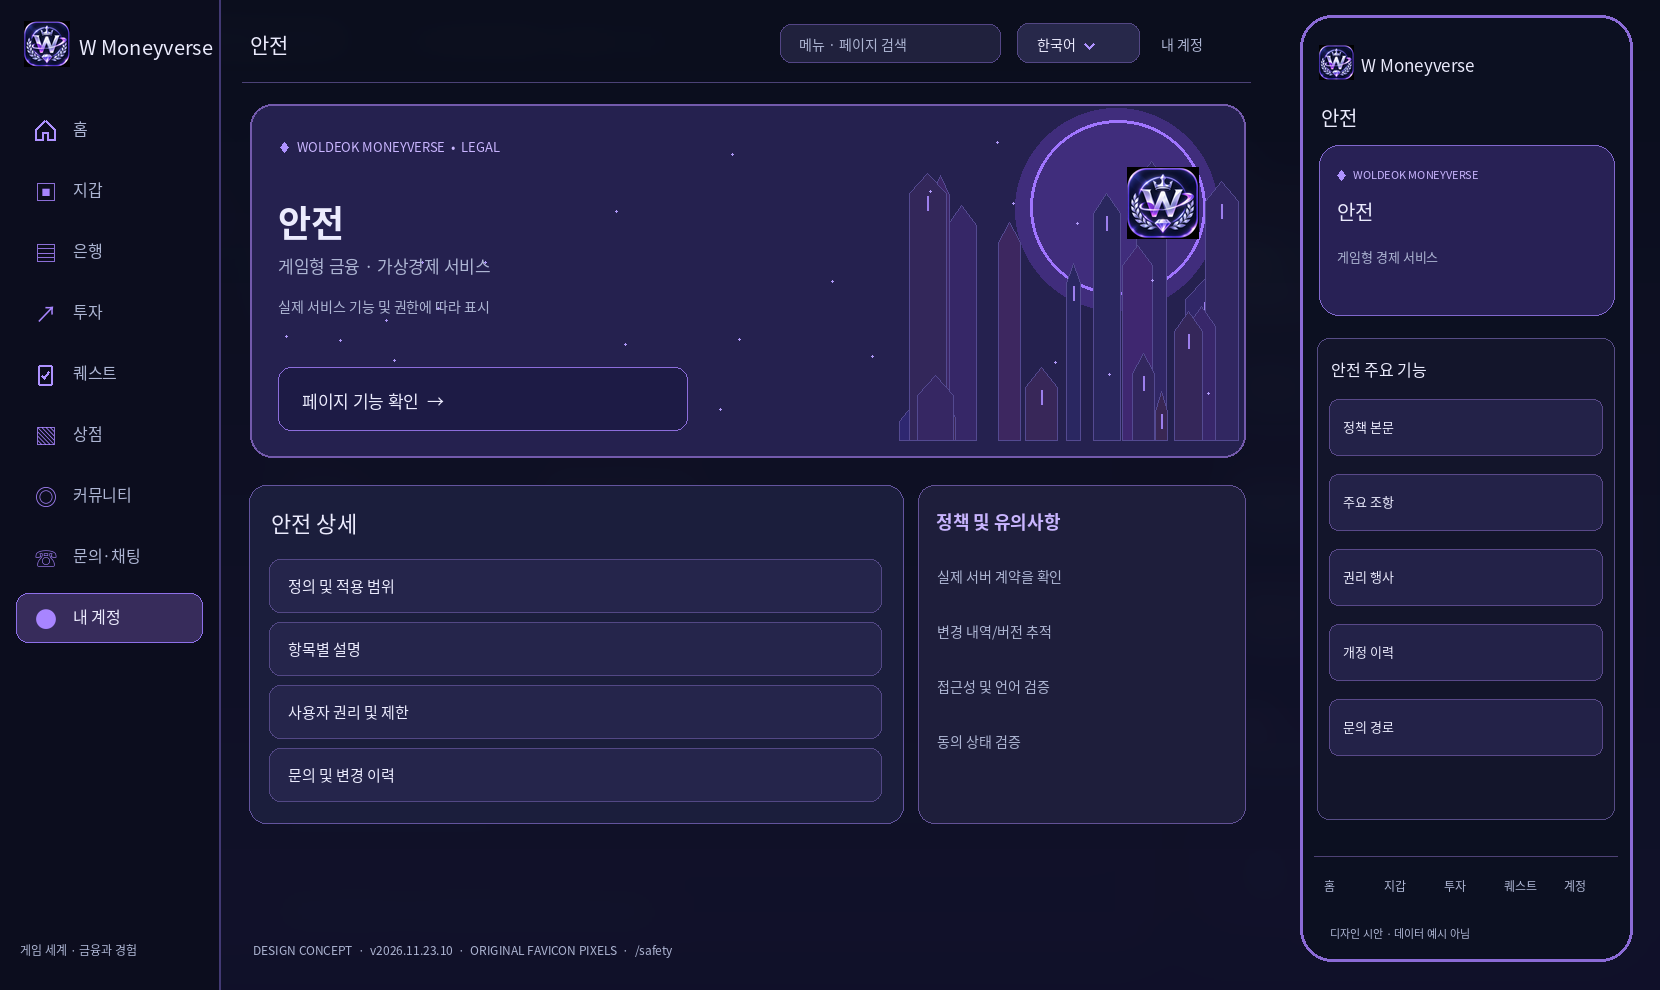 W Moneyverse
홈
지갑
은행
투자
퀘스트
상점
커뮤니티
문의·채팅
내 계정
게임 세계 · 금융과 경험
안전
메뉴 · 페이지 검색
한국어
내 계정
WOLDEOK MONEYVERSE • LEGAL
안전
게임형 금융 · 가상경제 서비스
실제 서비스 기능 및 권한에 따라 표시
페이지 기능 확인 →
W
안전 상세
정의 및 적용 범위
항목별 설명
사용자 권리 및 제한
문의 및 변경 이력
정책 및 유의사항
실제 서버 계약을 확인
변경 내역/버전 추적
접근성 및 언어 검증
동의 상태 검증
DESIGN CONCEPT · v2026.11.23.10 · ORIGINAL FAVICON PIXELS · /safety
W Moneyverse
안전
WOLDEOK MONEYVERSE
안전
게임형 경제 서비스
안전 주요 기능
정책 본문
주요 조항
권리 행사
개정 이력
문의 경로
홈 지갑 투자 퀘스트 계정
디자인 시안 · 데이터 예시 아님